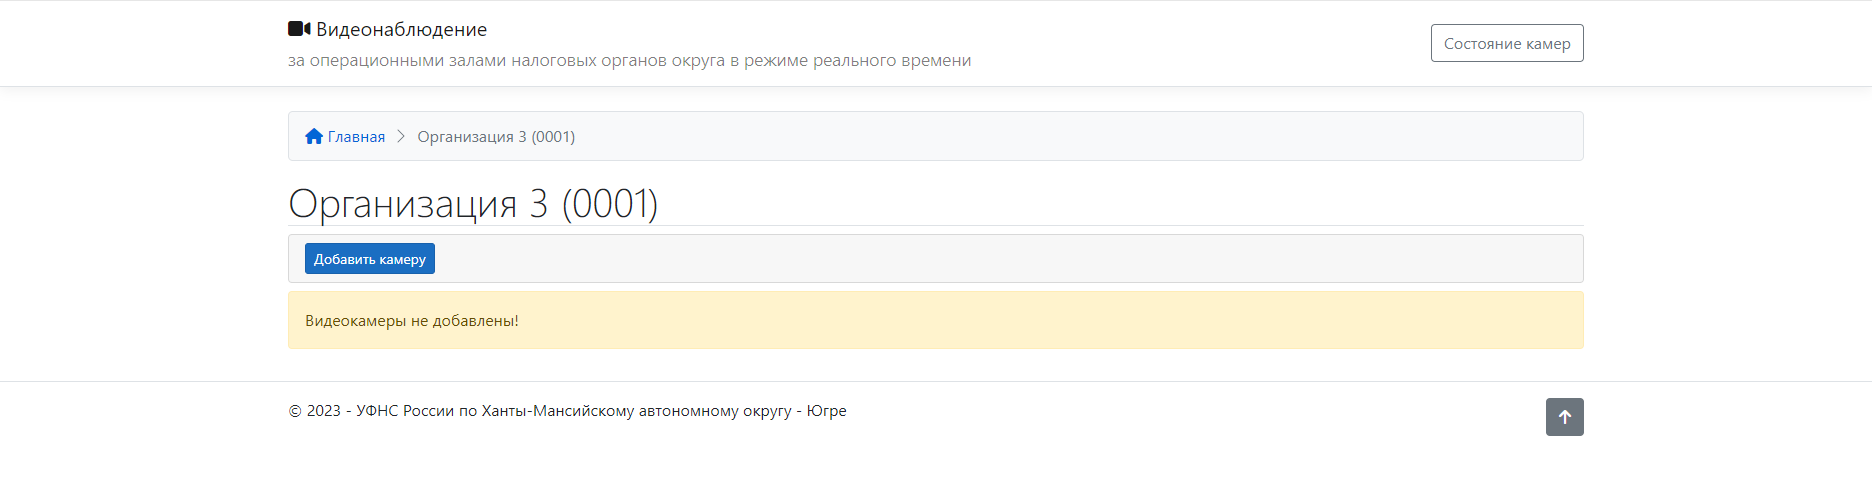 Видеонаблюдение
за операционными залами налоговых органов округа в режиме реального времени
Состояние камер
Главная
Организация 3 (0001)
Организация 3 (0001)
Добавить камеру
Видеокамеры не добавлены!
© 2023 - УФНС России по Ханты-Мансийскому автономному округу - Югре